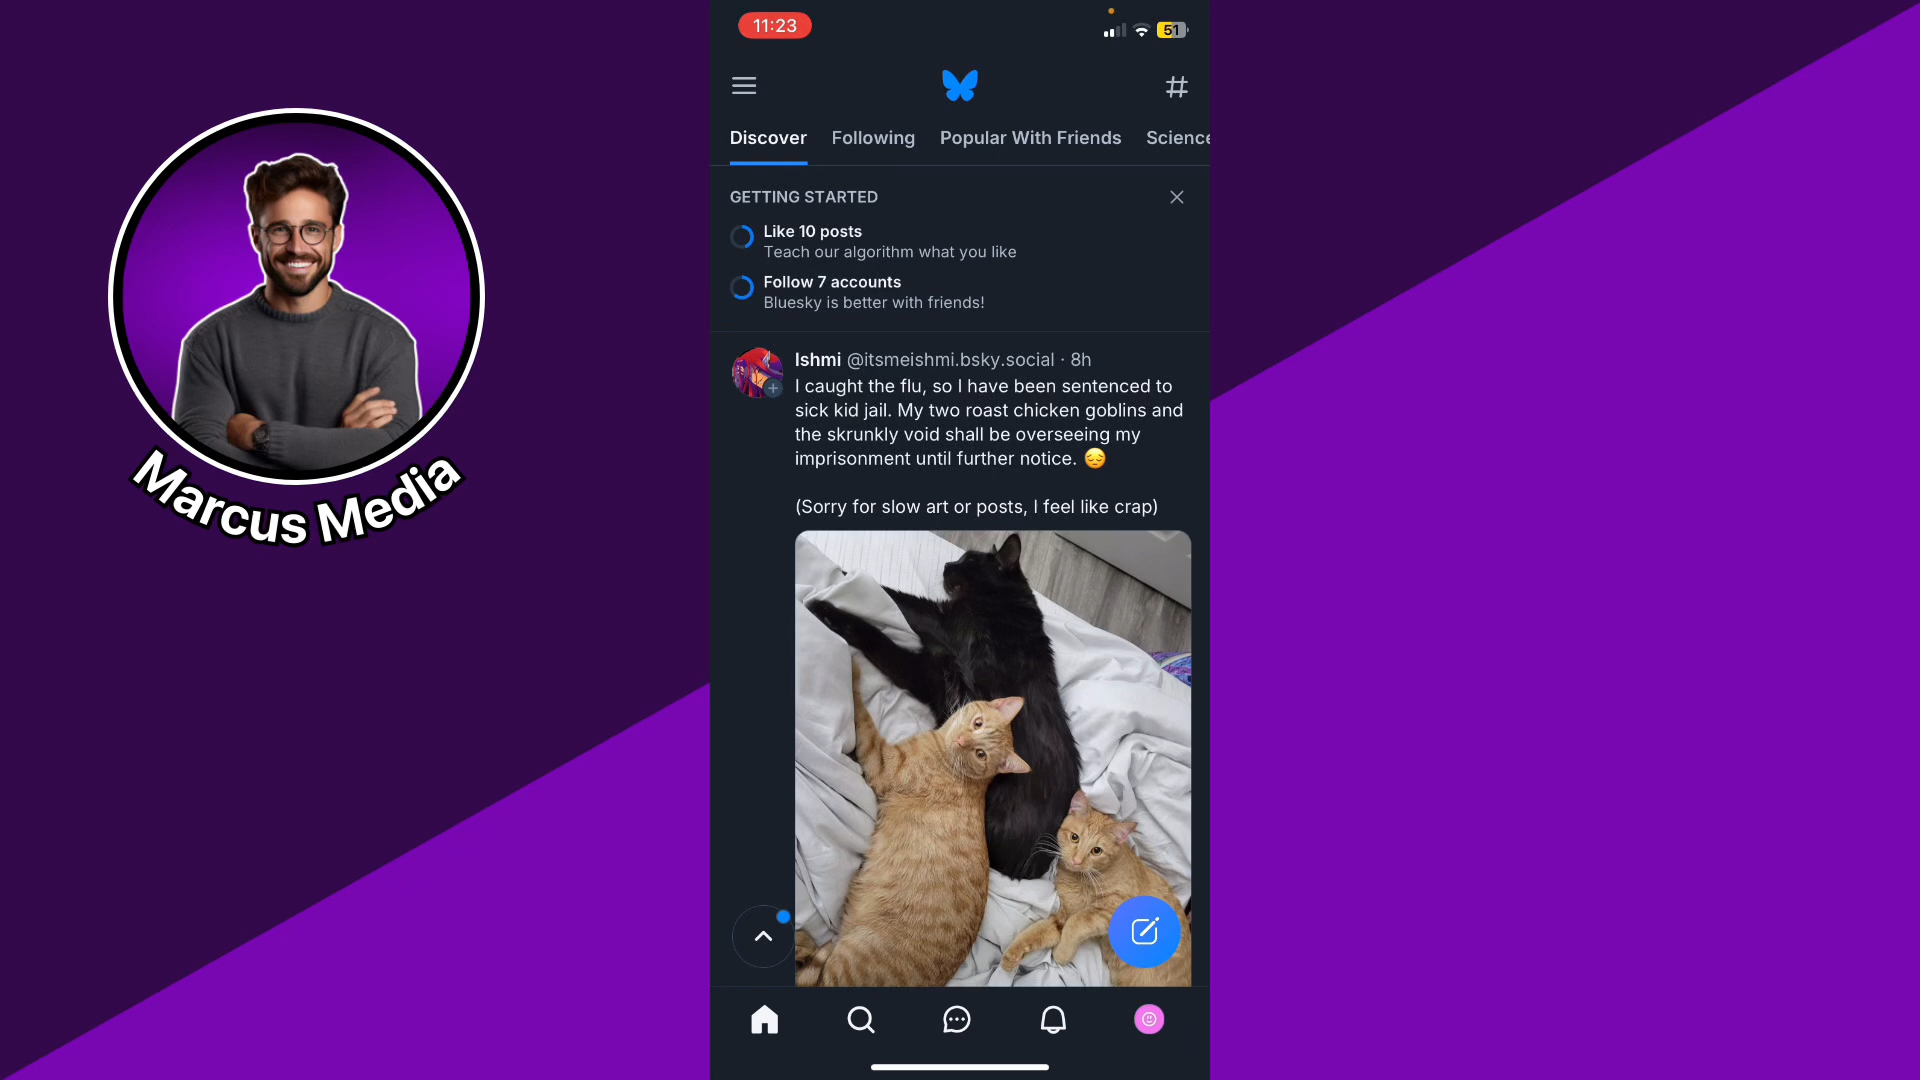 Marcus Media
11:23
51
Discover Following Popular With Friends Science
GETTING STARTED
Like 10 posts
Teach our algorithm what you like
Follow 7 accounts
Bluesky is better with friends!
Ishmi @itsmeishmi.bsky.social · 8h
I caught the flu, so I have been sentenced to
sick kid jail. My two roast chicken goblins and
the skrunkly void shall be overseeing my
imprisonment until further notice. 😔
(Sorry for slow art or posts, I feel like crap)